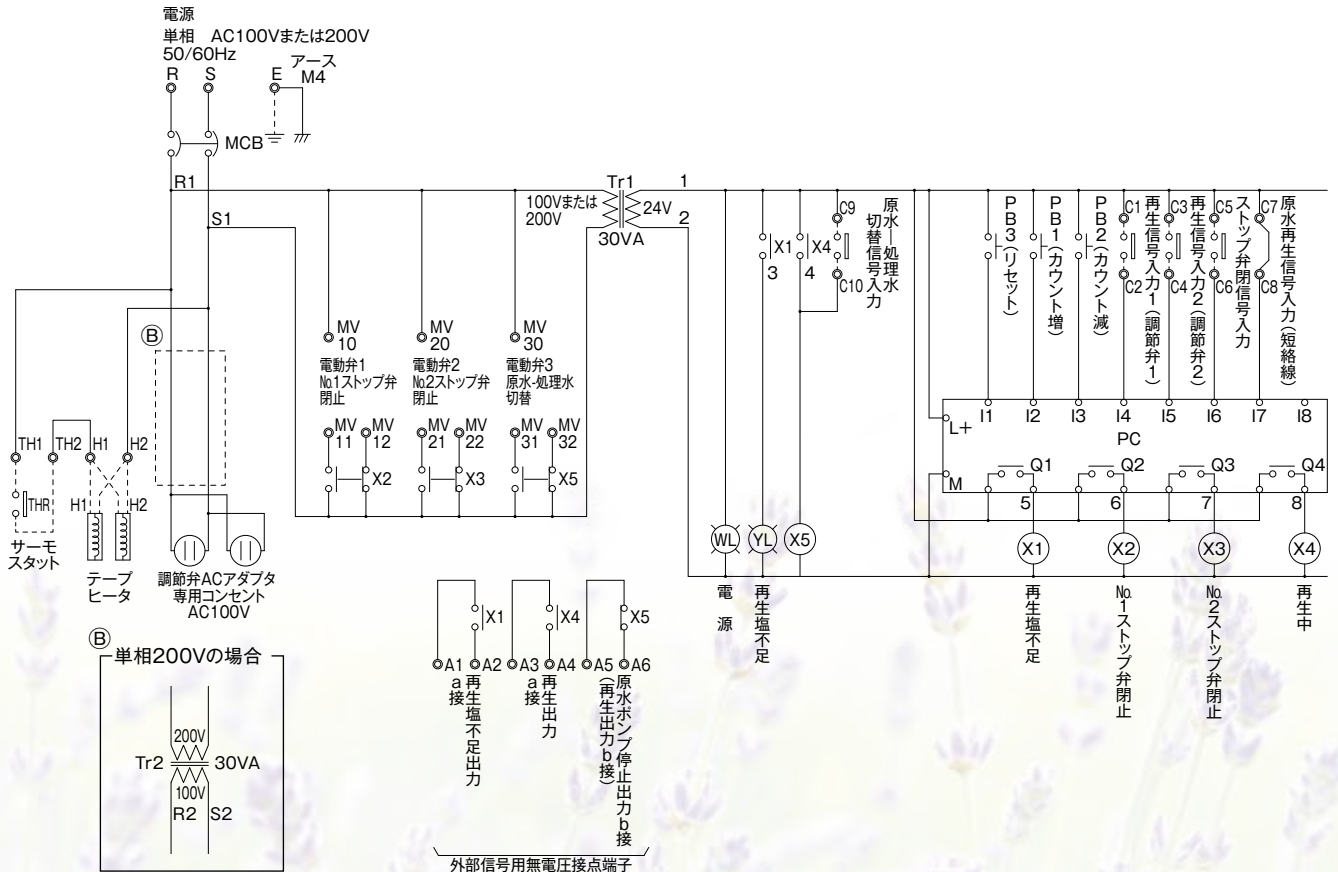 電源
単相 AC100Vまたは200V
50/60Hz
R
S
E
アース
M4
MCB
R1
S1
100Vまたは
200V
Tr1
24V
30VA
1
2
Ⓑ
TH1
TH2
H1
H2
THR
H1
H2
サーモ
スタット
テープ
ヒータ
調節弁ACアダプタ
専用コンセント
AC100V
MV
10
電動弁1
No.1ストップ弁
閉止
MV
11
MV
12
X2
MV
20
電動弁2
No.2ストップ弁
閉止
MV
21
MV
22
X3
MV
30
電動弁3
原水-処理水
切替
MV
31
MV
32
X5
X1
3
X4
4
C9
C10
原水ー処理水
切替信号入力
PB3(リセット)
PB1(カウント増)
PB2(カウント減)
C1
C2
再生信号入力1(調節弁1)
C3
C4
再生信号入力2(調節弁2)
C5
C6
ストップ弁閉信号入力
C7
C8
原水再生信号入力(短絡線)
I1
I2
I3
I4
I5
I6
I7
I8
L+
PC
M
Q1
Q2
Q3
Q4
5
6
7
8
WL
YL
X5
X1
X2
X3
X4
電源
再生塩不足
再生塩不足
No.1ストップ弁閉止
No.2ストップ弁閉止
再生中
X1
X4
X5
A1
A2
A3
A4
A5
A6
再生塩不足出力
a接
再生出力
a接
原水ポンプ停止出力b接
(再生出力b接)
外部信号用無電圧接点端子
Ⓑ
単相200Vの場合
200V
Tr2
30VA
100V
R2
S2